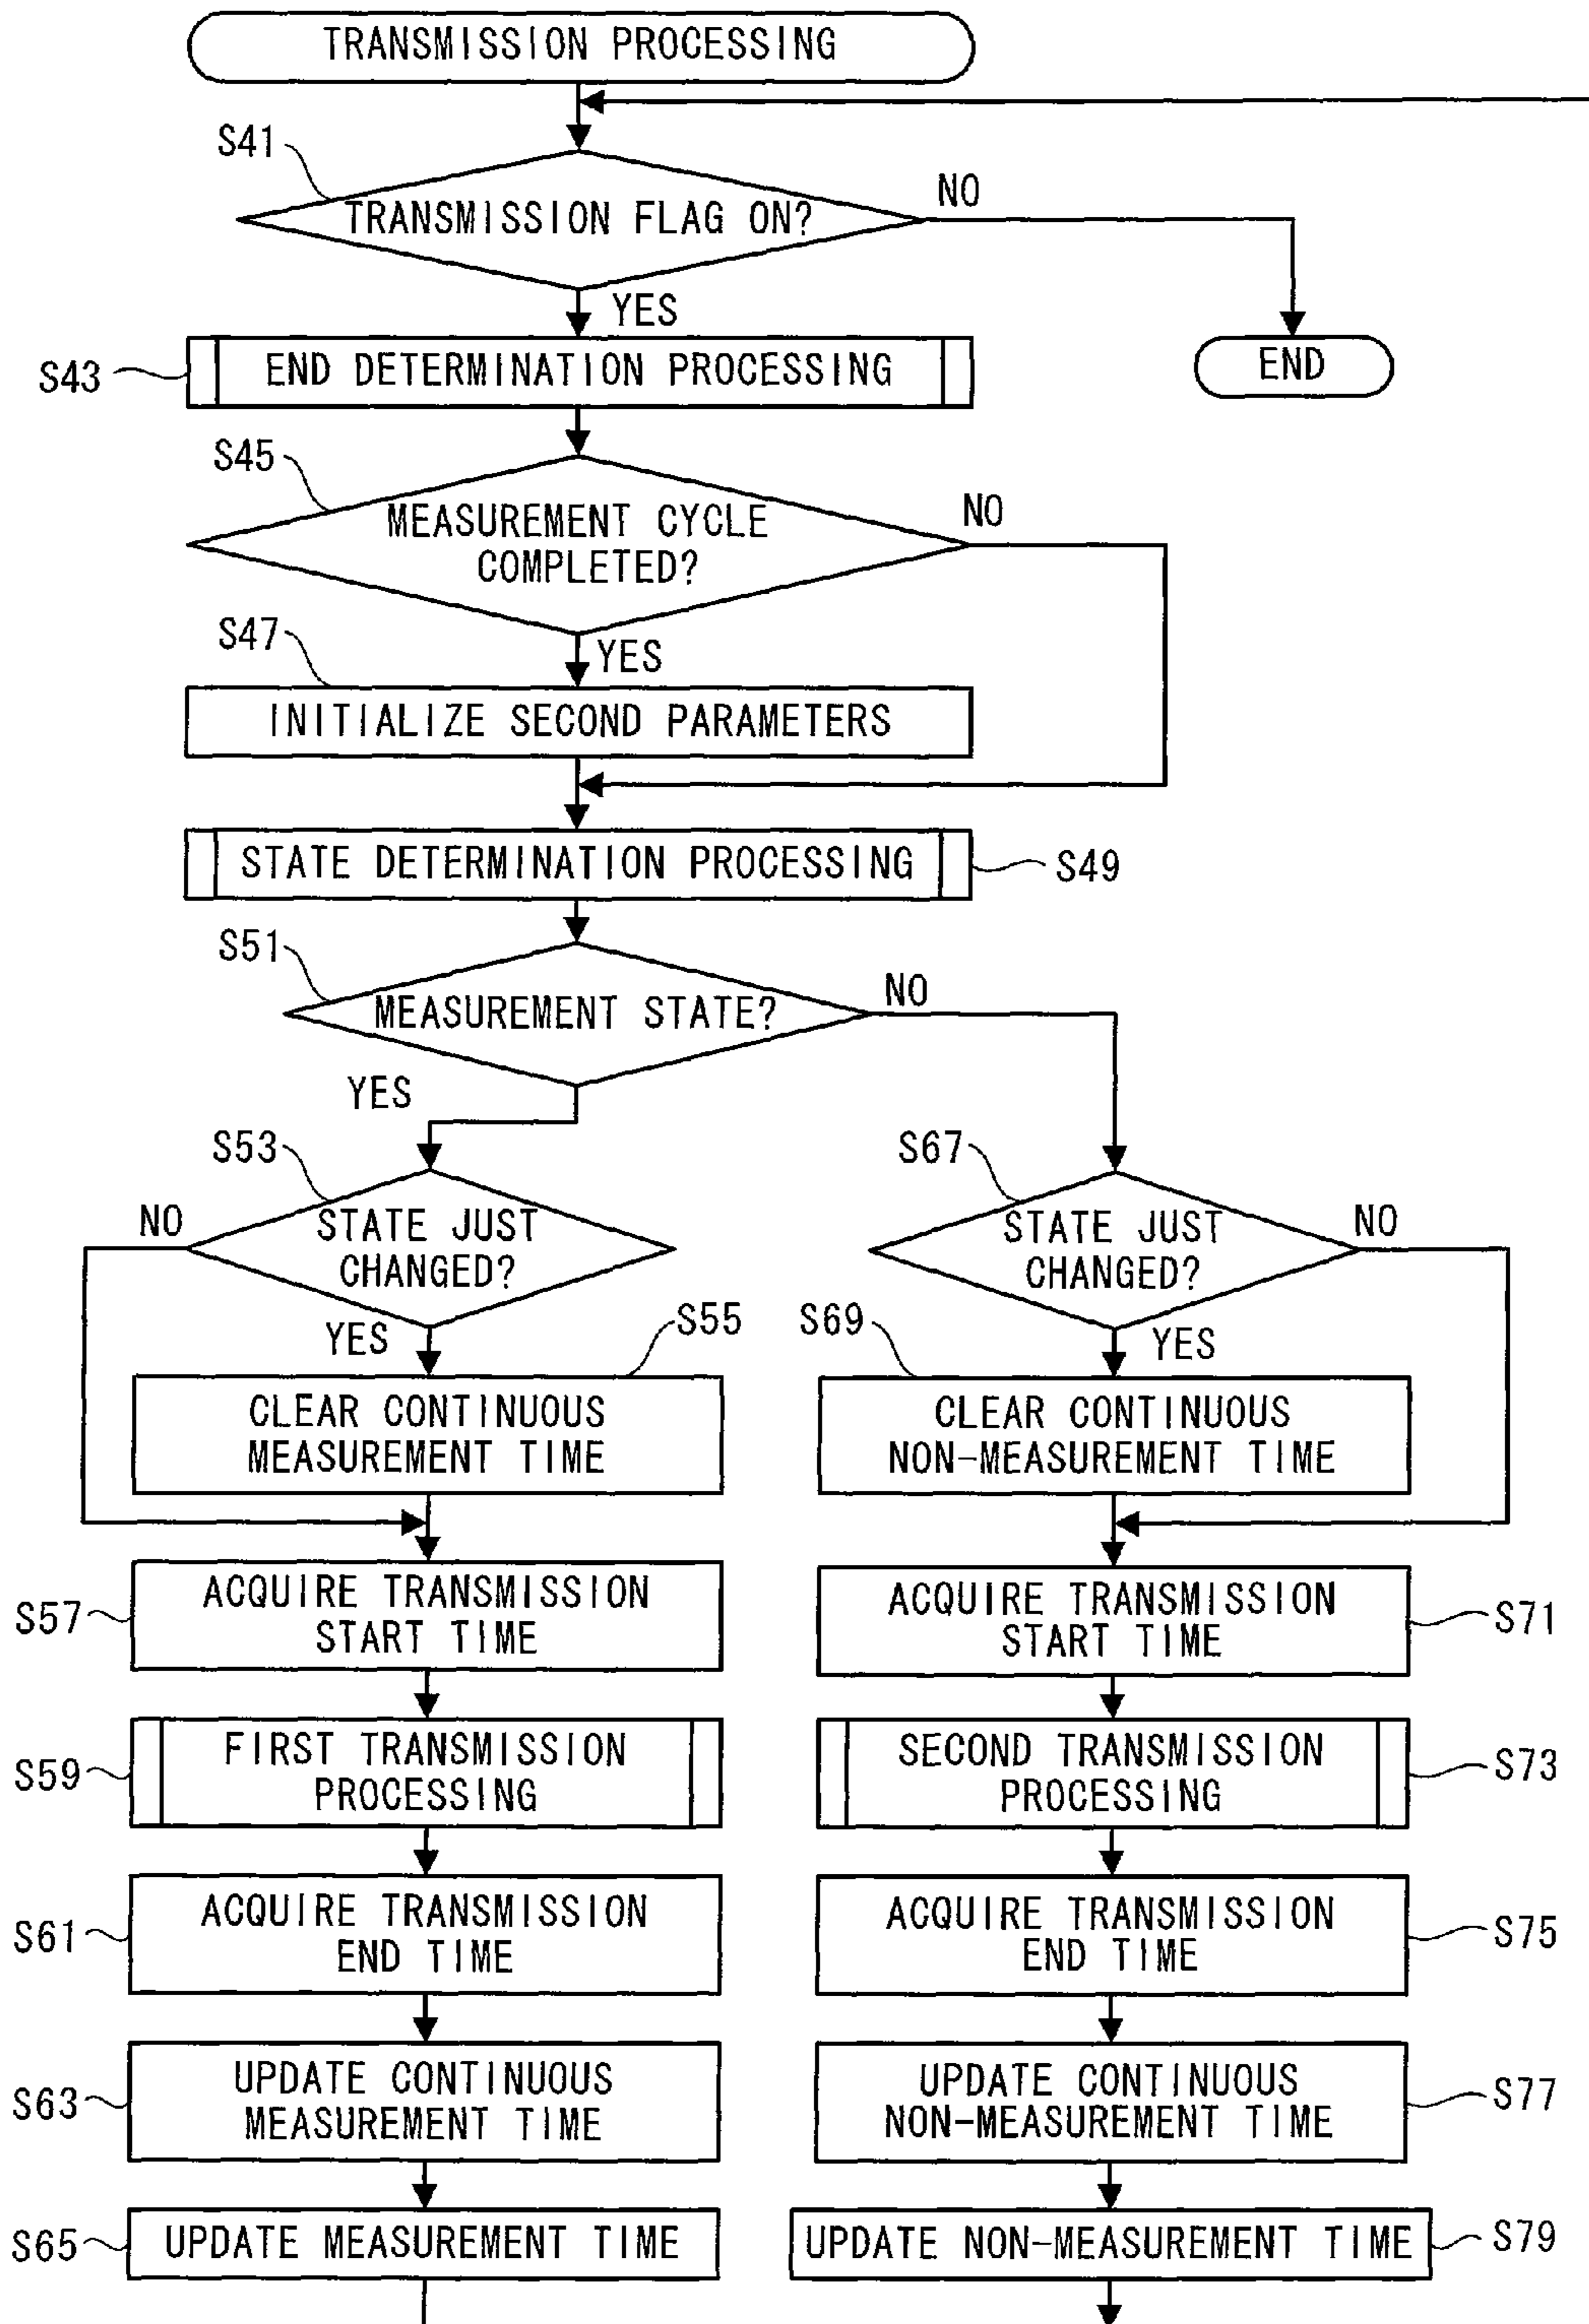 TRANSMISSION PROCESSING
S41
TRANSMISSION FLAG ON?
NO
YES
S43
END DETERMINATION PROCESSING
END
S45
MEASUREMENT CYCLE
COMPLETED?
NO
S47
YES
INITIALIZE SECOND PARAMETERS
STATE DETERMINATION PROCESSING
S49
S51
MEASUREMENT STATE?
NO
YES
S53
NO
STATE JUST
CHANGED?
YES
S55
CLEAR CONTINUOUS
MEASUREMENT TIME
S57
ACQUIRE TRANSMISSION
START TIME
S59
FIRST TRANSMISSION
PROCESSING
S61
ACQUIRE TRANSMISSION
END TIME
S63
UPDATE CONTINUOUS
MEASUREMENT TIME
S65
UPDATE MEASUREMENT TIME
S67
STATE JUST
CHANGED?
NO
S69
YES
CLEAR CONTINUOUS
NON-MEASUREMENT TIME
ACQUIRE TRANSMISSION
START TIME
S71
SECOND TRANSMISSION
PROCESSING
S73
ACQUIRE TRANSMISSION
END TIME
S75
UPDATE CONTINUOUS
NON-MEASUREMENT TIME
S77
UPDATE NON-MEASUREMENT TIME
S79